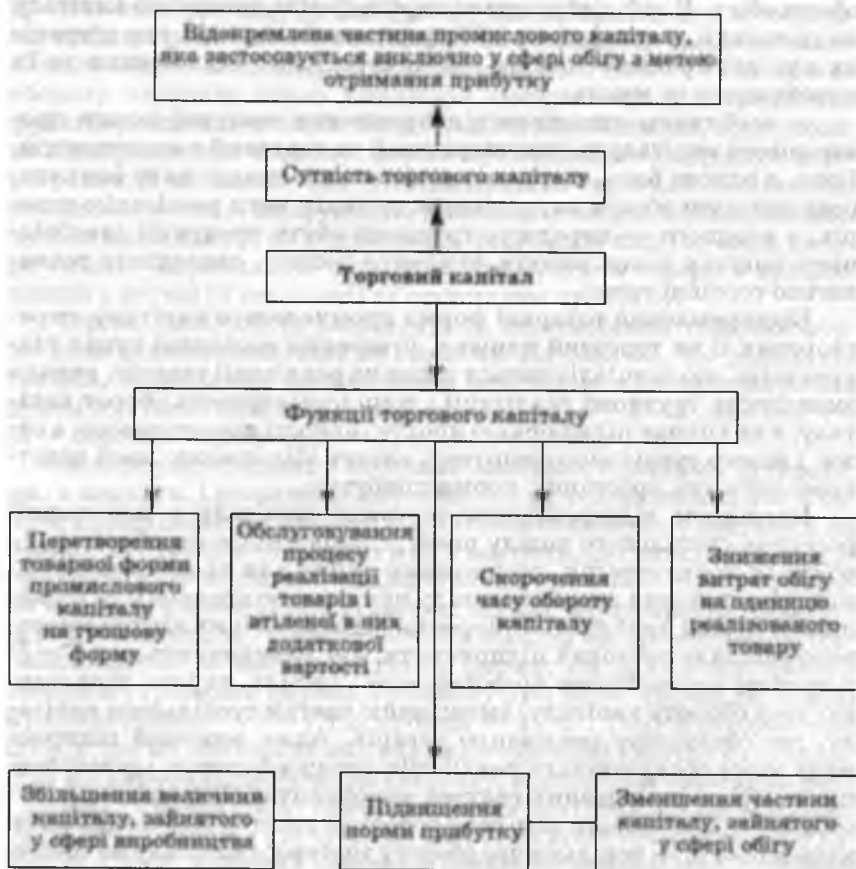 Відокремлена частина промислового капіталу,
яка застосовується виключно у сфері обігу з метою
отримання прибутку
Сутність торгового капіталу
Торговий капітал
Функції торгового капіталу
Перетворення
товарної форми
промислового
капіталу
на грошову
форму
Обслуговування
процесу
реалізації
товарів і
втіленої в них
додаткової
вартості
Скорочення
часу обороту
капіталу
Зниження
витрат обігу
на одиницю
реалізованого
товару
Збільшення величини
капіталу, зайнятого
у сфері виробництва
Підвищення
норми прибутку
Зменшення частини
капіталу, зайнятого
у сфері обігу